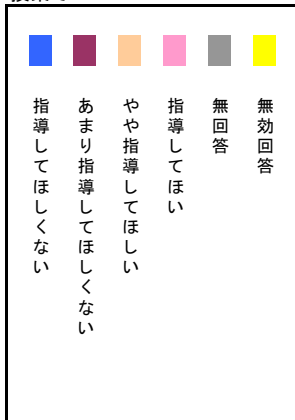 無効回答
無回答
指導してほい
やや指導してほしい
あまり指導してほしくない
指導してほしくない